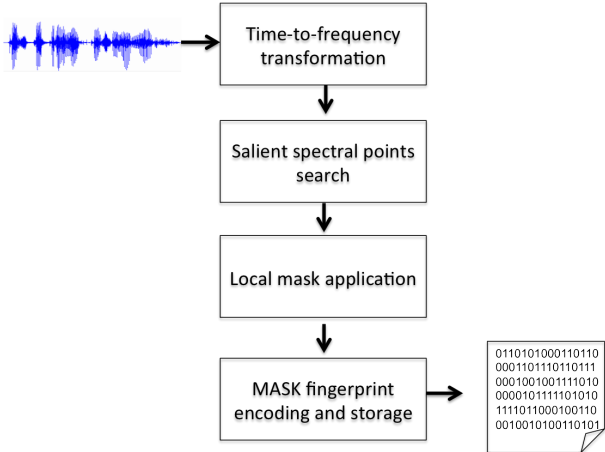 Time-to-frequency
transformation
Salient spectral points
search
Local mask application
MASK fingerprint
encoding and storage
0110101000110110
0001101110110111
0001001001111010
0000101111101010
1111011000100110
0010010100110101